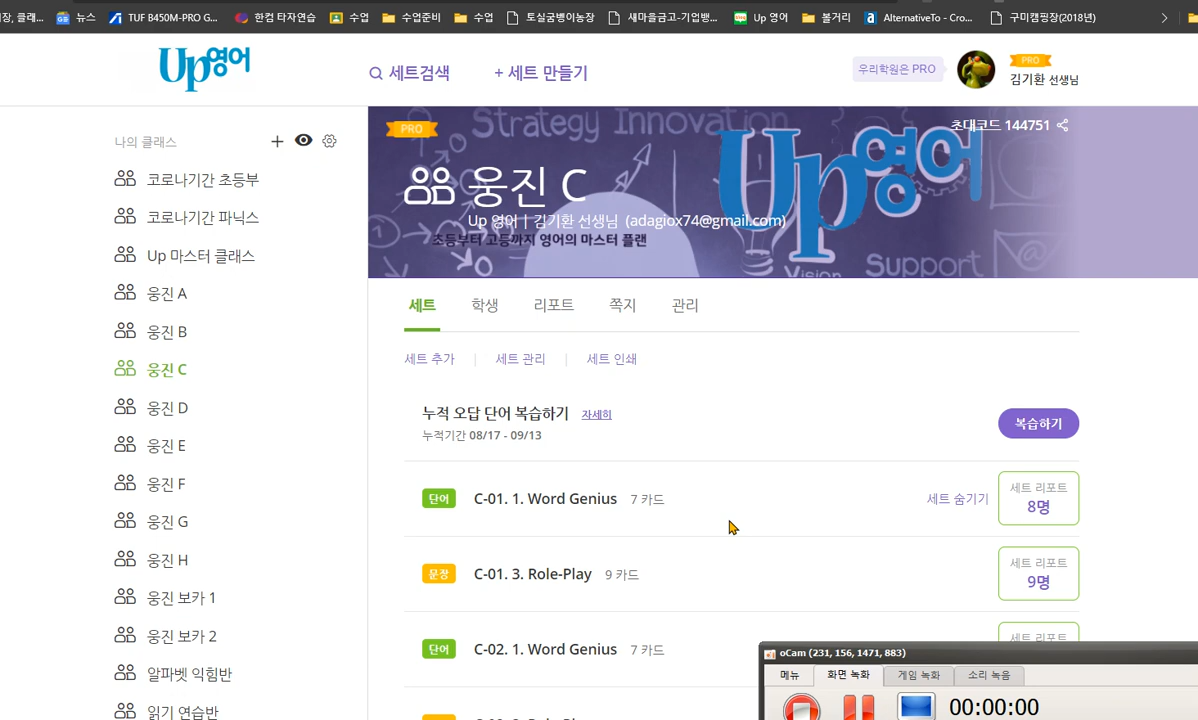 장, 클래... 뉴스 TUF B450M-PRO G... 한컴 타자연습 수업 수업준비 수업 토실굼벵이농장 새마을금고-기업뱅... Up 영어 볼거리 AlternativeTo - Cro... 구미캠핑장(2018년)
Up영어
세트검색 + 세트 만들기
우리학원은 PRO
PRO
김기환 선생님
나의 클래스
코로나기간 초등부
코로나기간 파닉스
Up 마스터 클래스
웅진 A
웅진 B
웅진 C
웅진 D
웅진 E
웅진 F
웅진 G
웅진 H
웅진 보카 1
웅진 보카 2
알파벳 익힘반
읽기 연습반
PRO
Strategy Innovation
초대코드 144751
Up영어
웅진 C
Up 영어 | 김기환 선생님 (adagiox74@gmail.com)
초등부터 고등까지 영어의 마스터 플랜
Vision Support
세트 학생 리포트 쪽지 관리
세트 추가 | 세트 관리 | 세트 인쇄
누적 오답 단어 복습하기 자세히
누적기간 08/17 - 09/13
복습하기
단어 C-01. 1. Word Genius 7 카드
세트 숨기기
세트 리포트
8명
문장 C-01. 3. Role-Play 9 카드
세트 리포트
9명
단어 C-02. 1. Word Genius 7 카드
세트 리포트
oCam (231, 156, 1471, 883)
메뉴 화면 녹화 게임 녹화 소리 녹음
00:00:00